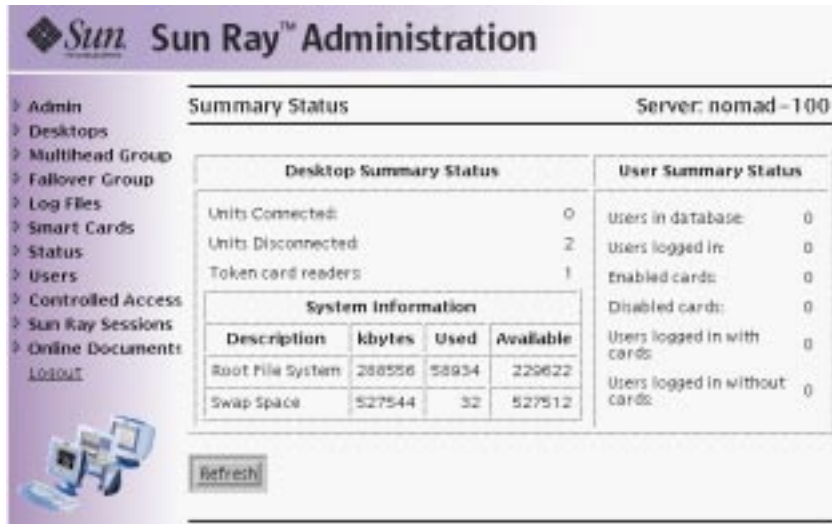 Sun Sun Ray™ Administration
Admin
Desktops
Multihead Group
Failover Group
Log Files
Smart Cards
Status
Users
Controlled Access
Sun Ray Sessions
Online Documents
Logout
Summary Status Server: nomad-100
Desktop Summary Status
Units Connected: 0
Units Disconnected: 2
Token card readers: 1
System Information
Description kbytes Used Available
Root File System 288556 58934 229622
Swap Space 527544 32 527512
User Summary Status
Users in database: 0
Users logged in: 0
Enabled cards: 0
Disabled cards: 0
Users logged in with
cards: 0
Users logged in without
cards: 0
Refresh